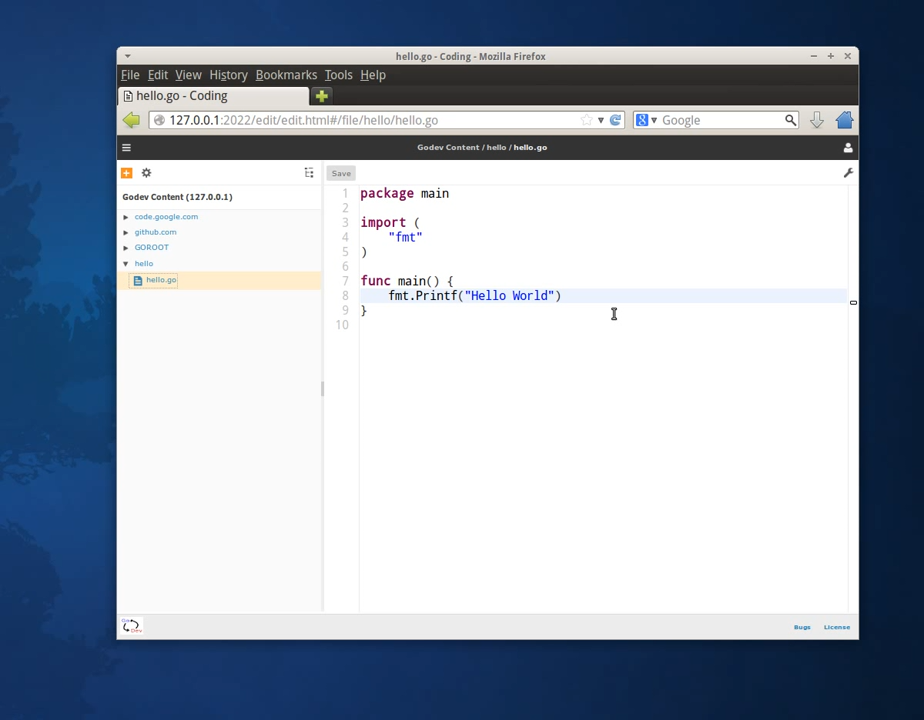 hello.go - Coding - Mozilla Firefox
File Edit View History Bookmarks Tools Help
hello.go - Coding
127.0.0.1:2022/edit/edit.html#/file/hello/hello.go
Google
Godev Content / hello / hello.go
Save
Godev Content (127.0.0.1)
code.google.com
github.com
GOROOT
hello
hello.go
1 package main
2
3 import (
4     "fmt"
5 )
6
7 func main() {
8     fmt.Printf("Hello World")
9 }
10
Go
Dev
Bugs
License